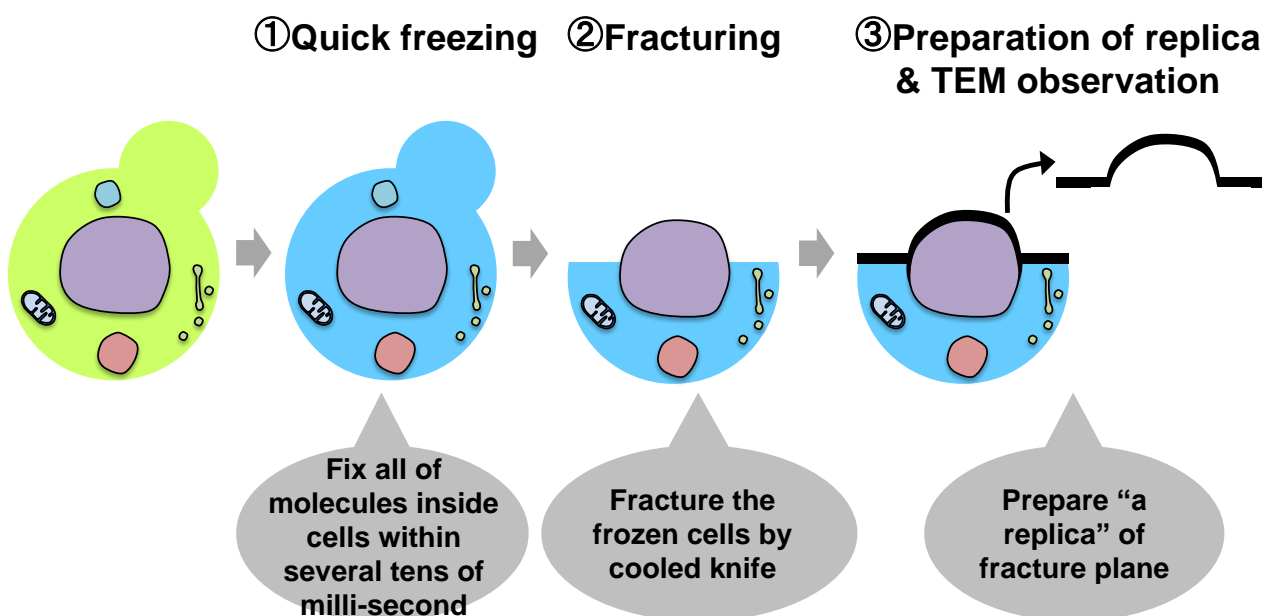 ①Quick freezing
②Fracturing
③Preparation of replica
& TEM observation
Fix all of
molecules inside
cells within
several tens of
milli-second
Fracture the
frozen cells by
cooled knife
Prepare “a
replica” of
fracture plane